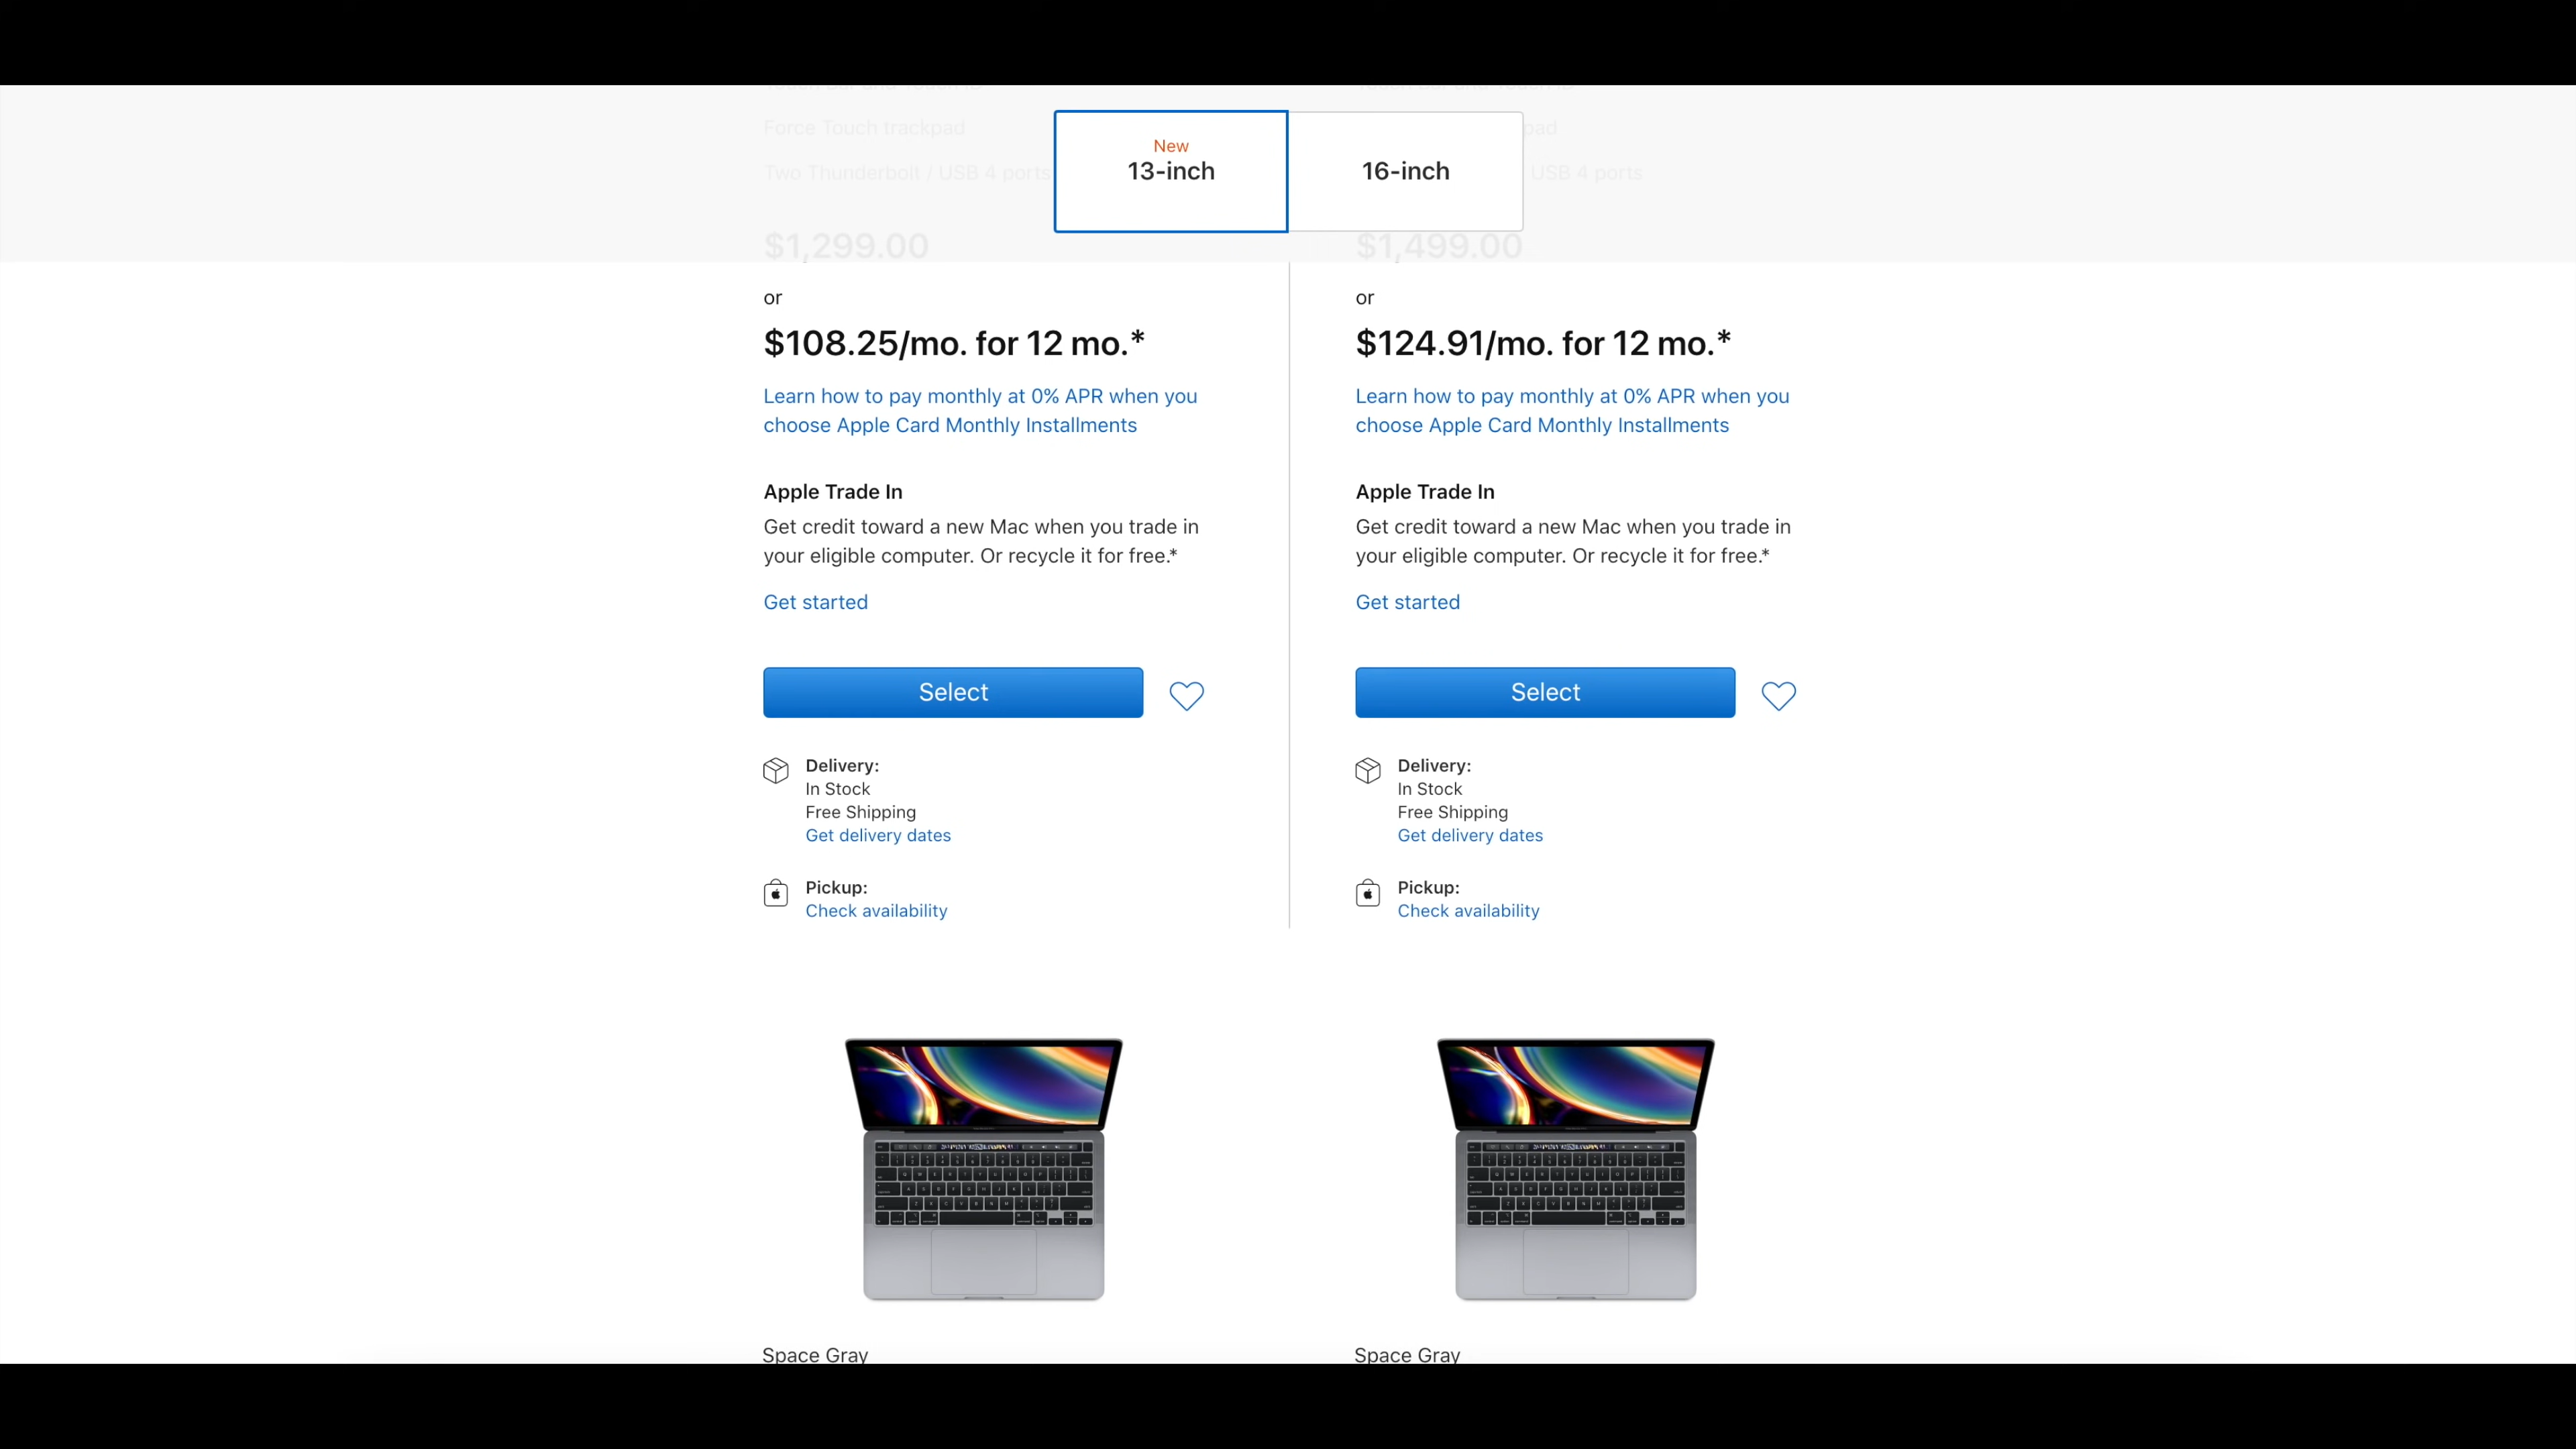 Force Touch trackpad
pad
New
13-inch
16-inch
Two Thunderbolt / USB 4 ports
USB 4 ports
$1,299.00
$1,499.00
or
$108.25/mo. for 12 mo.*
Learn how to pay monthly at 0% APR when you
choose Apple Card Monthly Installments
Apple Trade In
Get credit toward a new Mac when you trade in
your eligible computer. Or recycle it for free.*
Get started
Select
Delivery:
In Stock
Free Shipping
Get delivery dates
Pickup:
Check availability
Space Gray
or
$124.91/mo. for 12 mo.*
Learn how to pay monthly at 0% APR when you
choose Apple Card Monthly Installments
Apple Trade In
Get credit toward a new Mac when you trade in
your eligible computer. Or recycle it for free.*
Get started
Select
Delivery:
In Stock
Free Shipping
Get delivery dates
Pickup:
Check availability
Space Gray